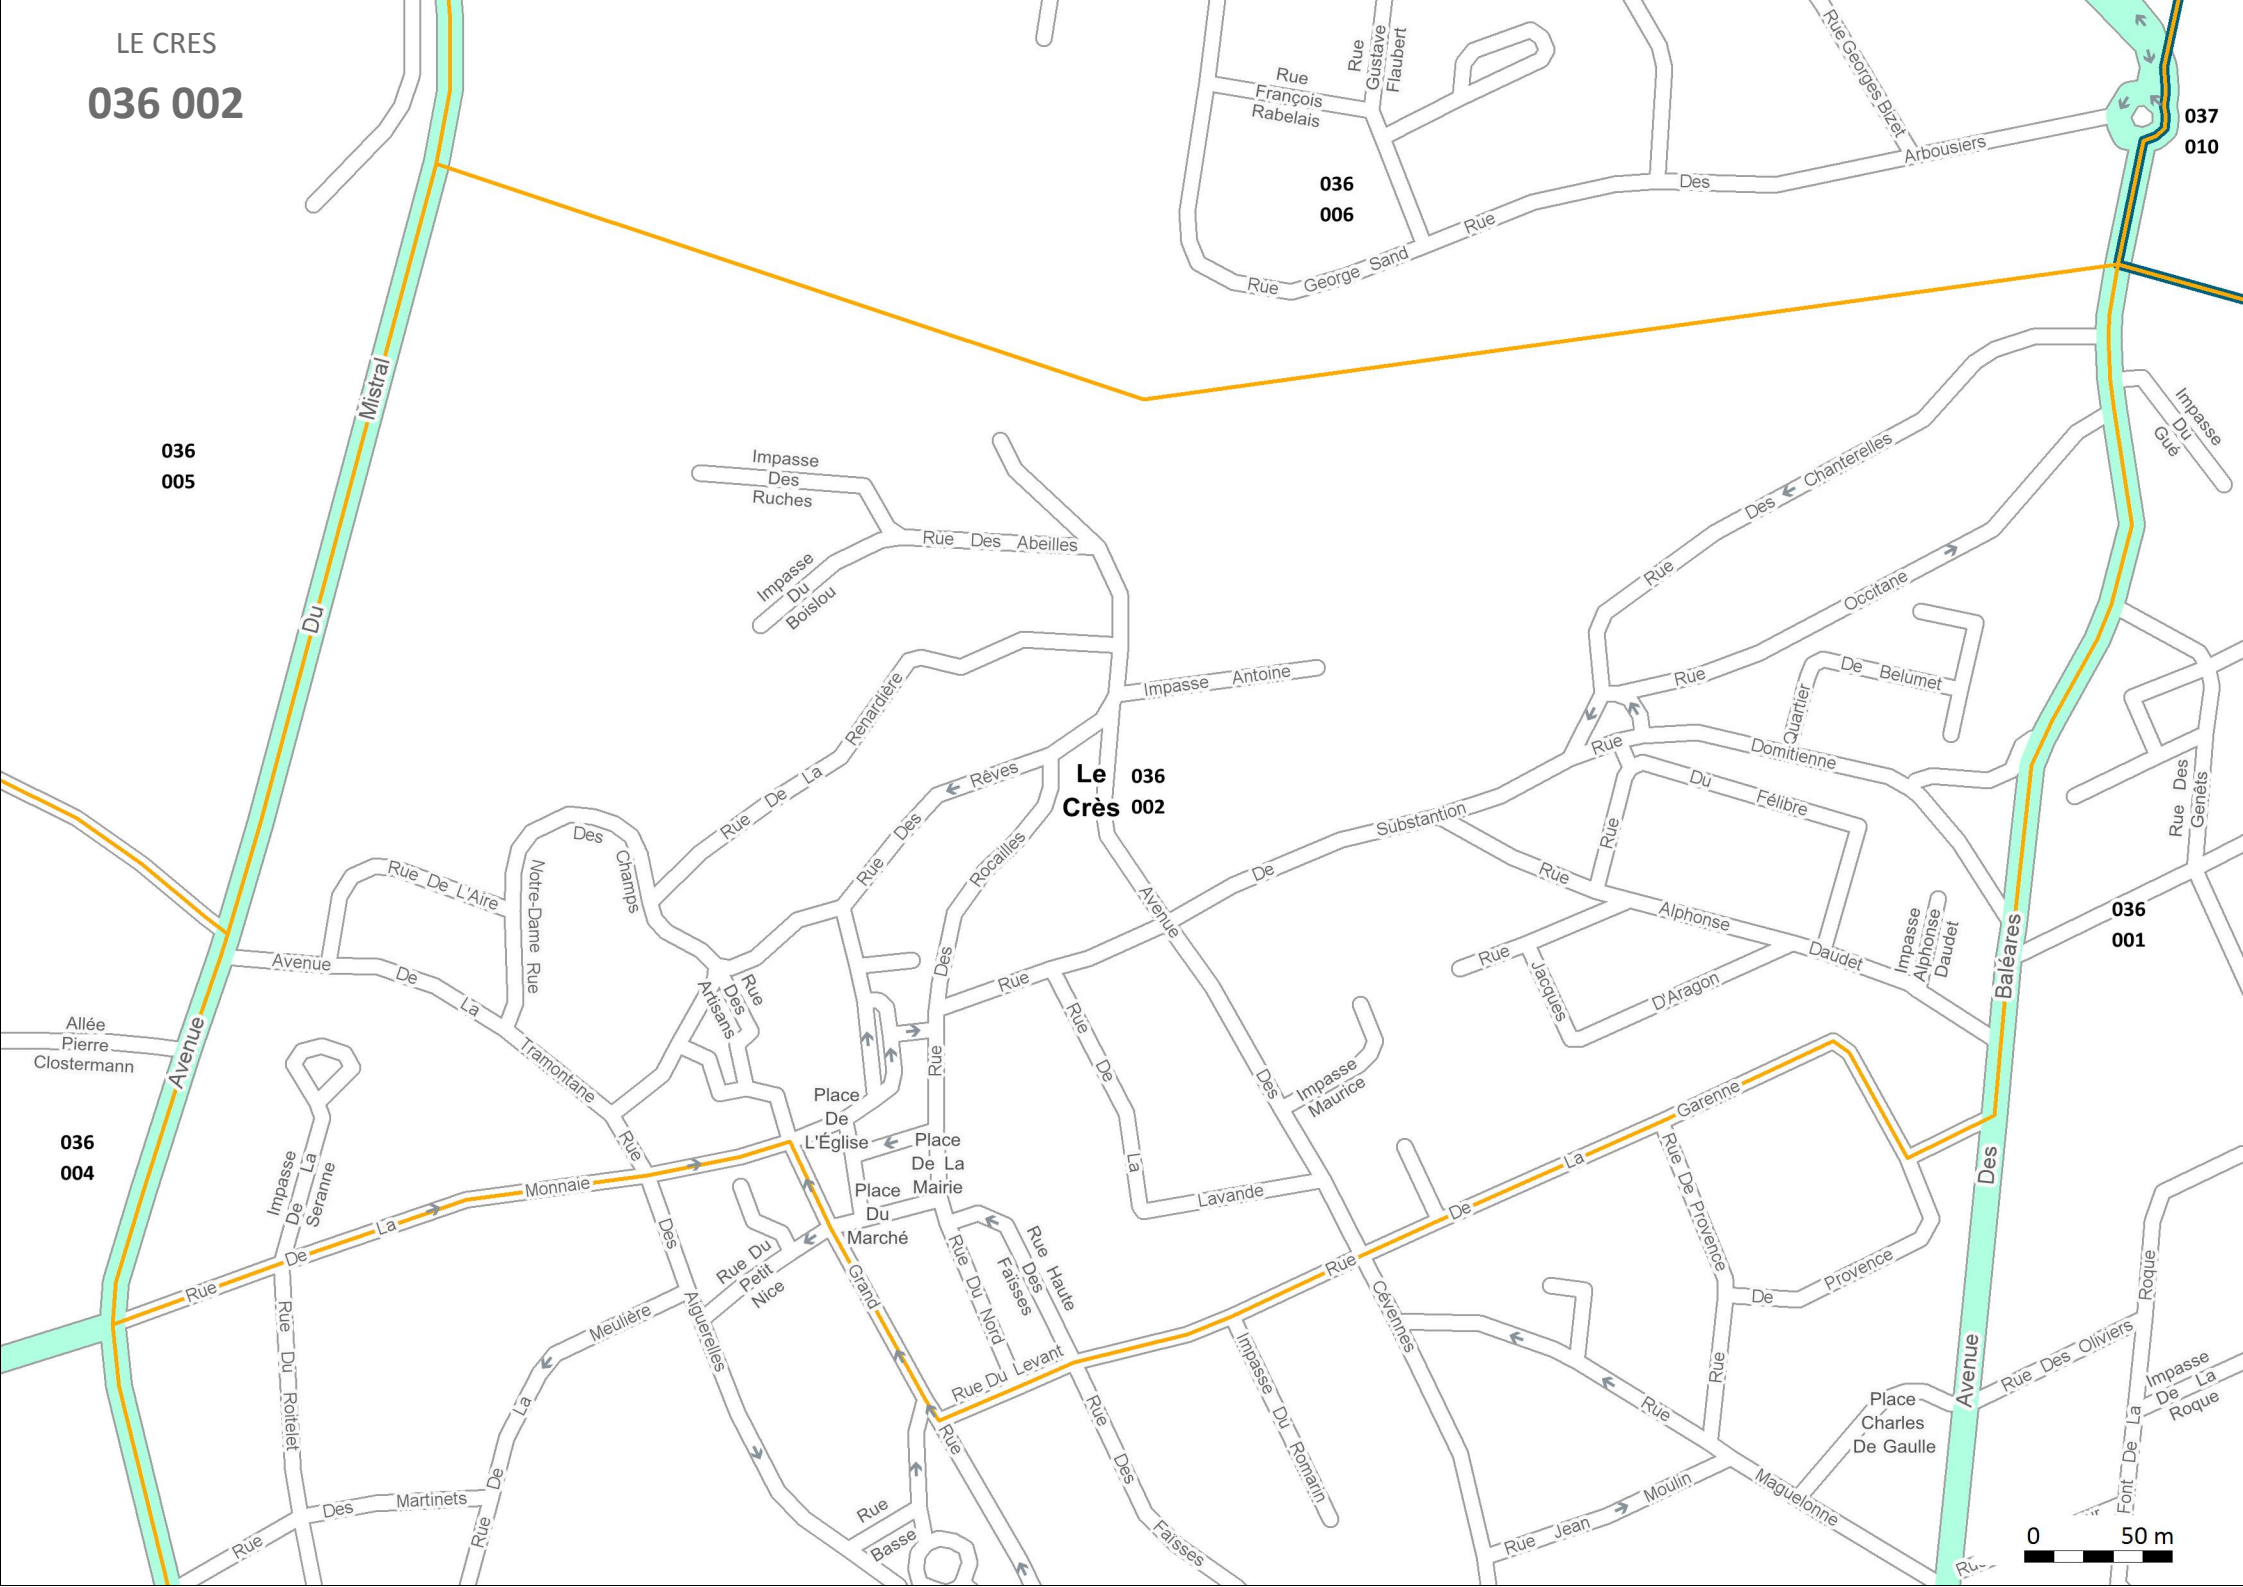 LE CRES
036 002
Rue
François
Rabelais
Rue
Gustave
Flaubert
Rue Georges Bizet
Rue Des Arbousiers
037
010
036
006
Rue George Sand
Avenue Du Mistral
036
005
Impasse
Des
Ruches
Rue Des Abeilles
Impasse
Du
Boislou
Rue Des Chanterelles
Impasse
Du
Gué
Rue Occitane
Impasse Antoine
Quartier De Belumet
Rue De La Renardière
Rue Des Rêves
Le
Crès
036
002
Rue Domitienne
Rue Du Félibre
Rue Des
Genêts
Rue De Substantion
Rue Des Rocailles
Rue De L'Aire
Notre-Dame Rue
Des Champs
Rue Alphonse Daudet
Impasse
Alphonse
Daudet
036
001
Avenue De La Tramontane
Rue
Des
Artisans
Rue Jacques D'Aragon
Avenue Des Baléares
Avenue Des Cévennes
Allée
Pierre
Clostermann
Rue De La Lavande
Impasse
Maurice
Rue De La Garenne
Place
De
L'Église
Place
De La
Mairie
Place
Du
Marché
036
004
Impasse
De La
Seranne
Rue De La Monnaie
Rue Des Aiguerelles
Rue Du
Petit
Nice
Grand Rue
Rue Du Nord
Rue Haute
Des
Faïsses
Rue De Provence
Rue De Provence
Rue De La Meulière
Rue Du Levant
Impasse Du Romarin
Rue Du Roitelet
Rue Des Martinets
Rue
Basse
Rue Des Faïsses
Rue Jean Moulin
Rue Maguelonne
Place
Charles
De Gaulle
Rue Des Oliviers
Font De La Roque
Impasse
De La
Roque
0 50 m